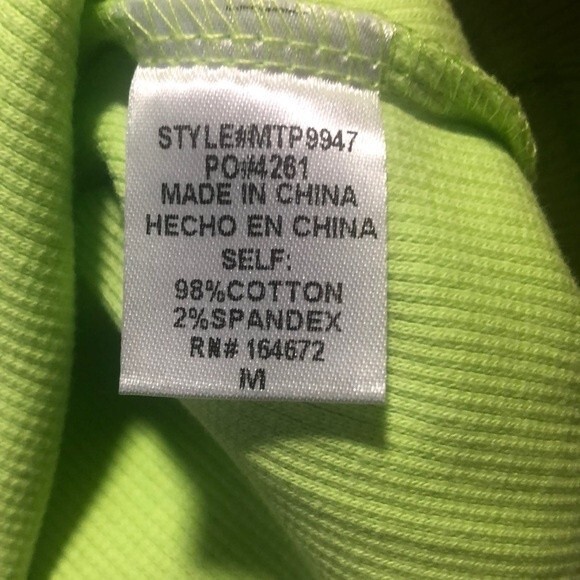 STYLE#MTP9947
PO#4261
MADE IN CHINA
HECHO EN CHINA
SELF:
98%COTTON
2%SPANDEX
RN# 164672
M